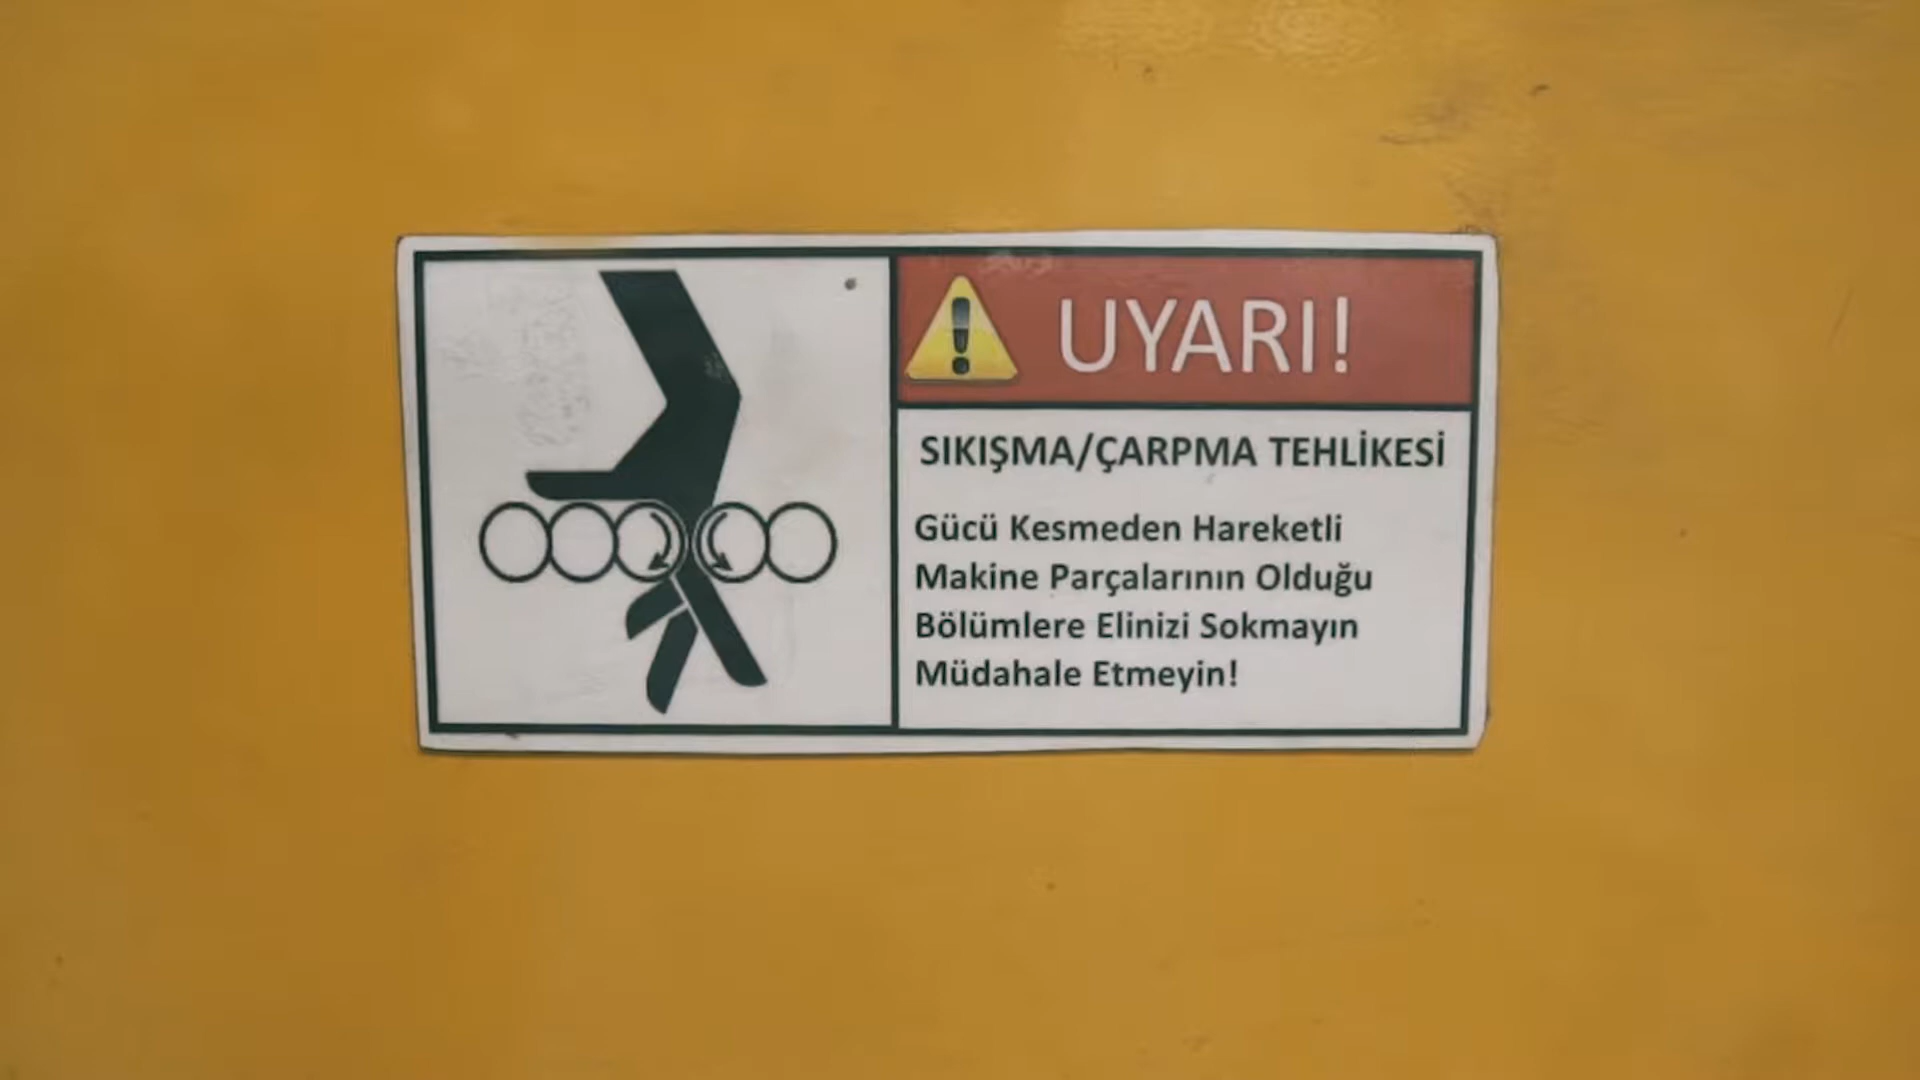 UYARI!
SIKIŞMA/ÇARPMA TEHLİKESİ
Gücü Kesmeden Hareketli
Makine Parçalarının Olduğu
Bölümlere Elinizi Sokmayın
Müdahale Etmeyin!